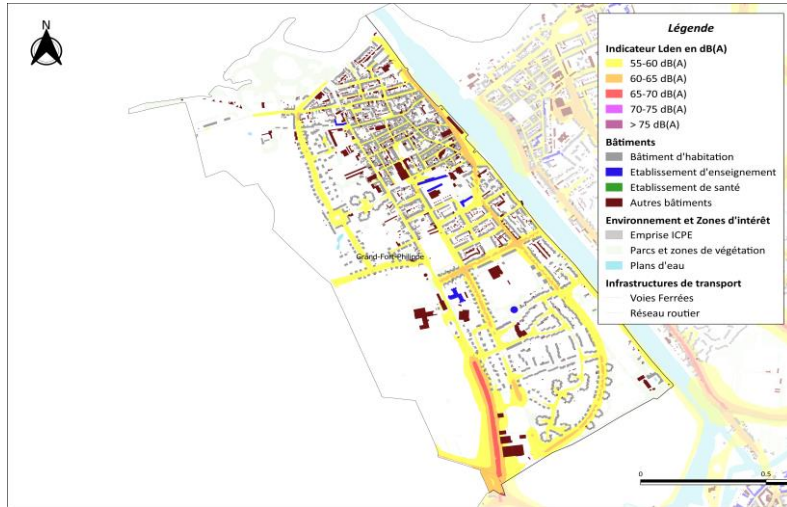 N
Légende
Indicateur Lden en dB(A)
55-60 dB(A)
60-65 dB(A)
65-70 dB(A)
70-75 dB(A)
> 75 dB(A)
Bâtiments
Bâtiment d'habitation
Etablissement d'enseignement
Etablissement de santé
Autres bâtiments
Environnement et Zones d'intérêt
Emprise ICPE
Parcs et zones de végétation
Plans d'eau
Infrastructures de transport
Voies Ferrées
Réseau routier
Grand-Fort-Philippe
0 0.5